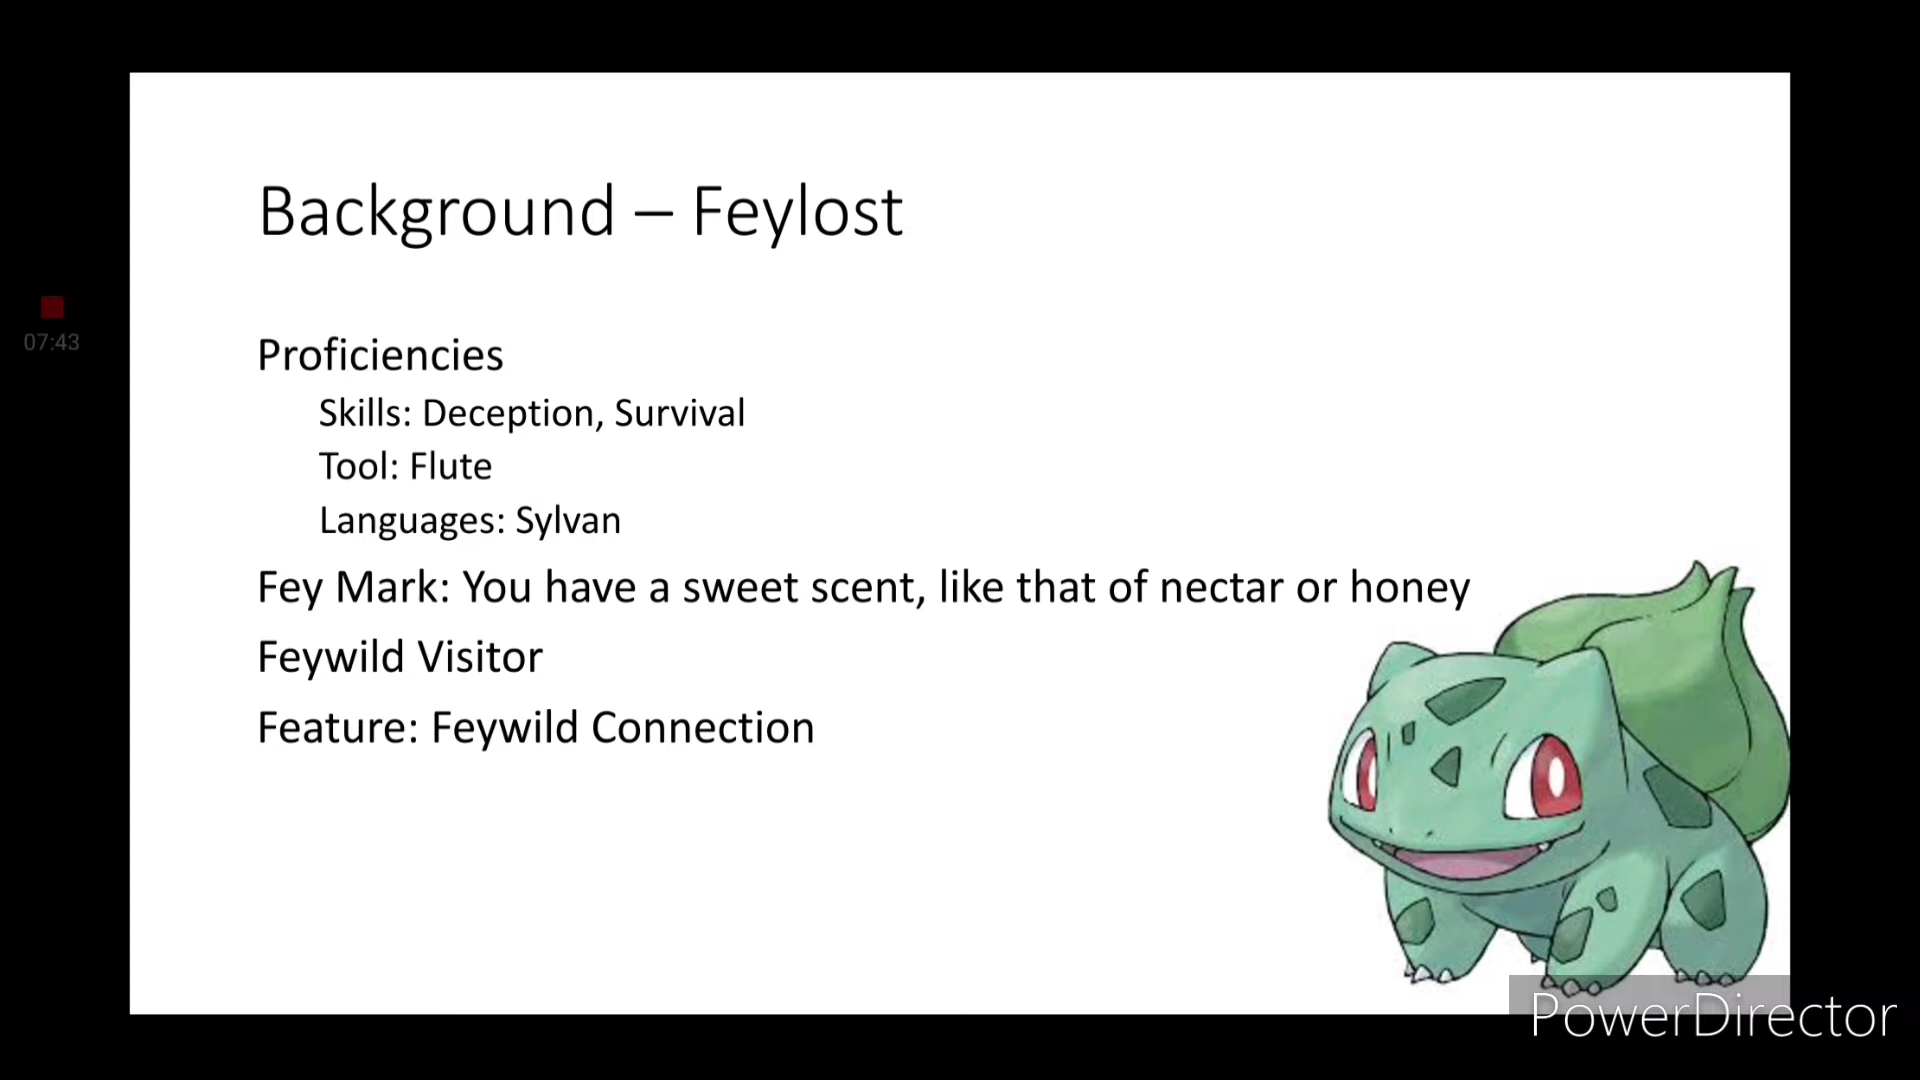 Background – Feylost
07:43
Proficiencies
Skills: Deception, Survival
Tool: Flute
Languages: Sylvan
Fey Mark: You have a sweet scent, like that of nectar or honey
Feywild Visitor
Feature: Feywild Connection
PowerDirector